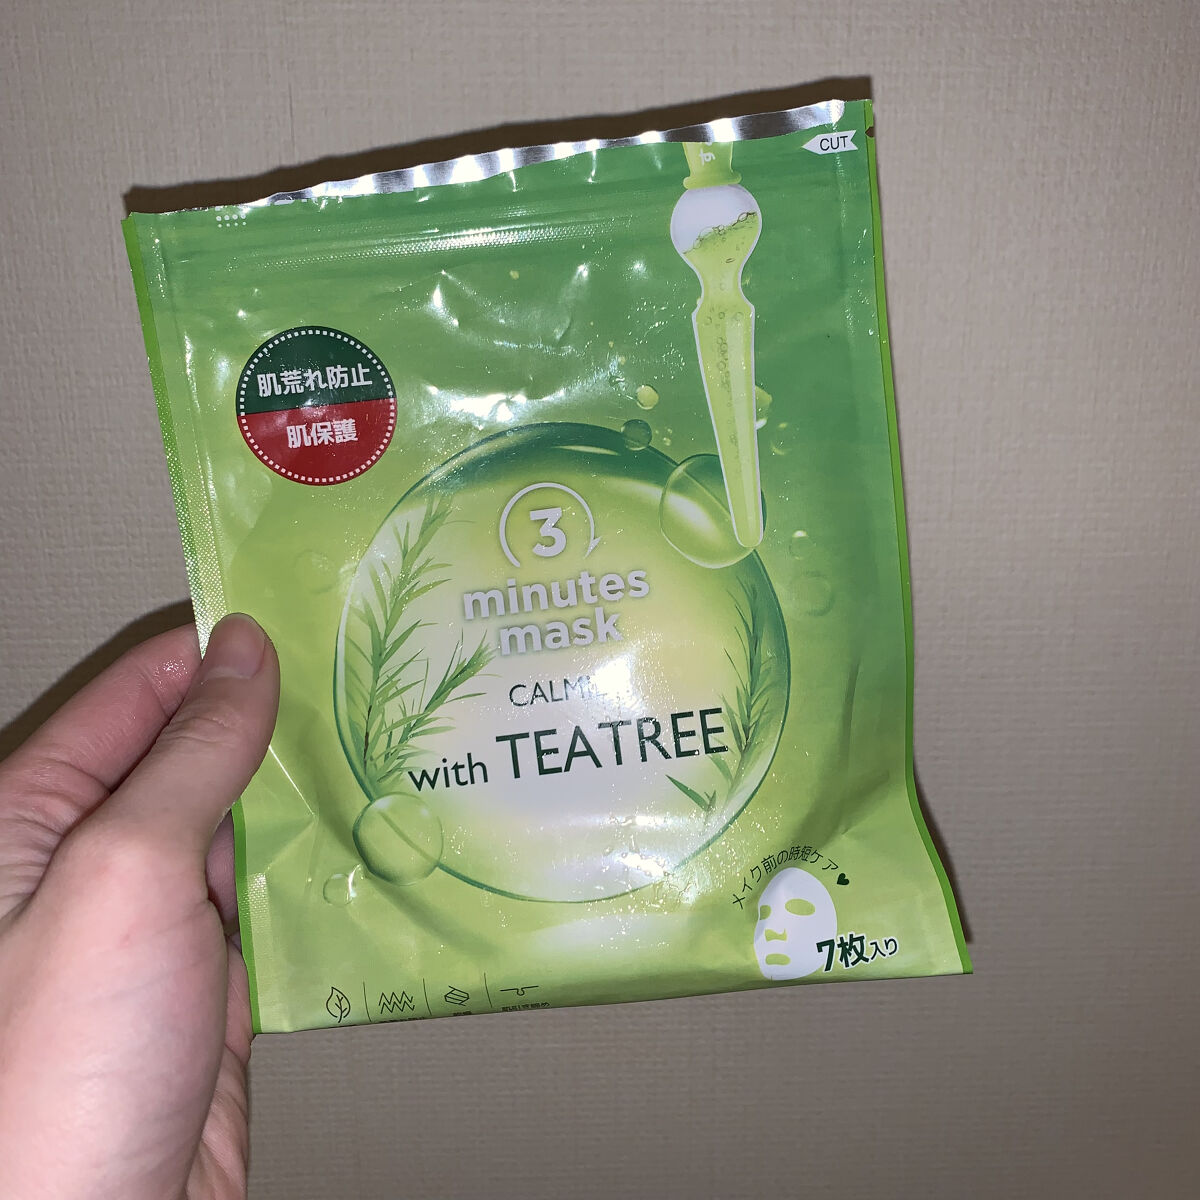 CUT
肌荒れ防止
肌保護
3
minutes
mask
with TEATREE
メイク前の時短ケア
7枚入り